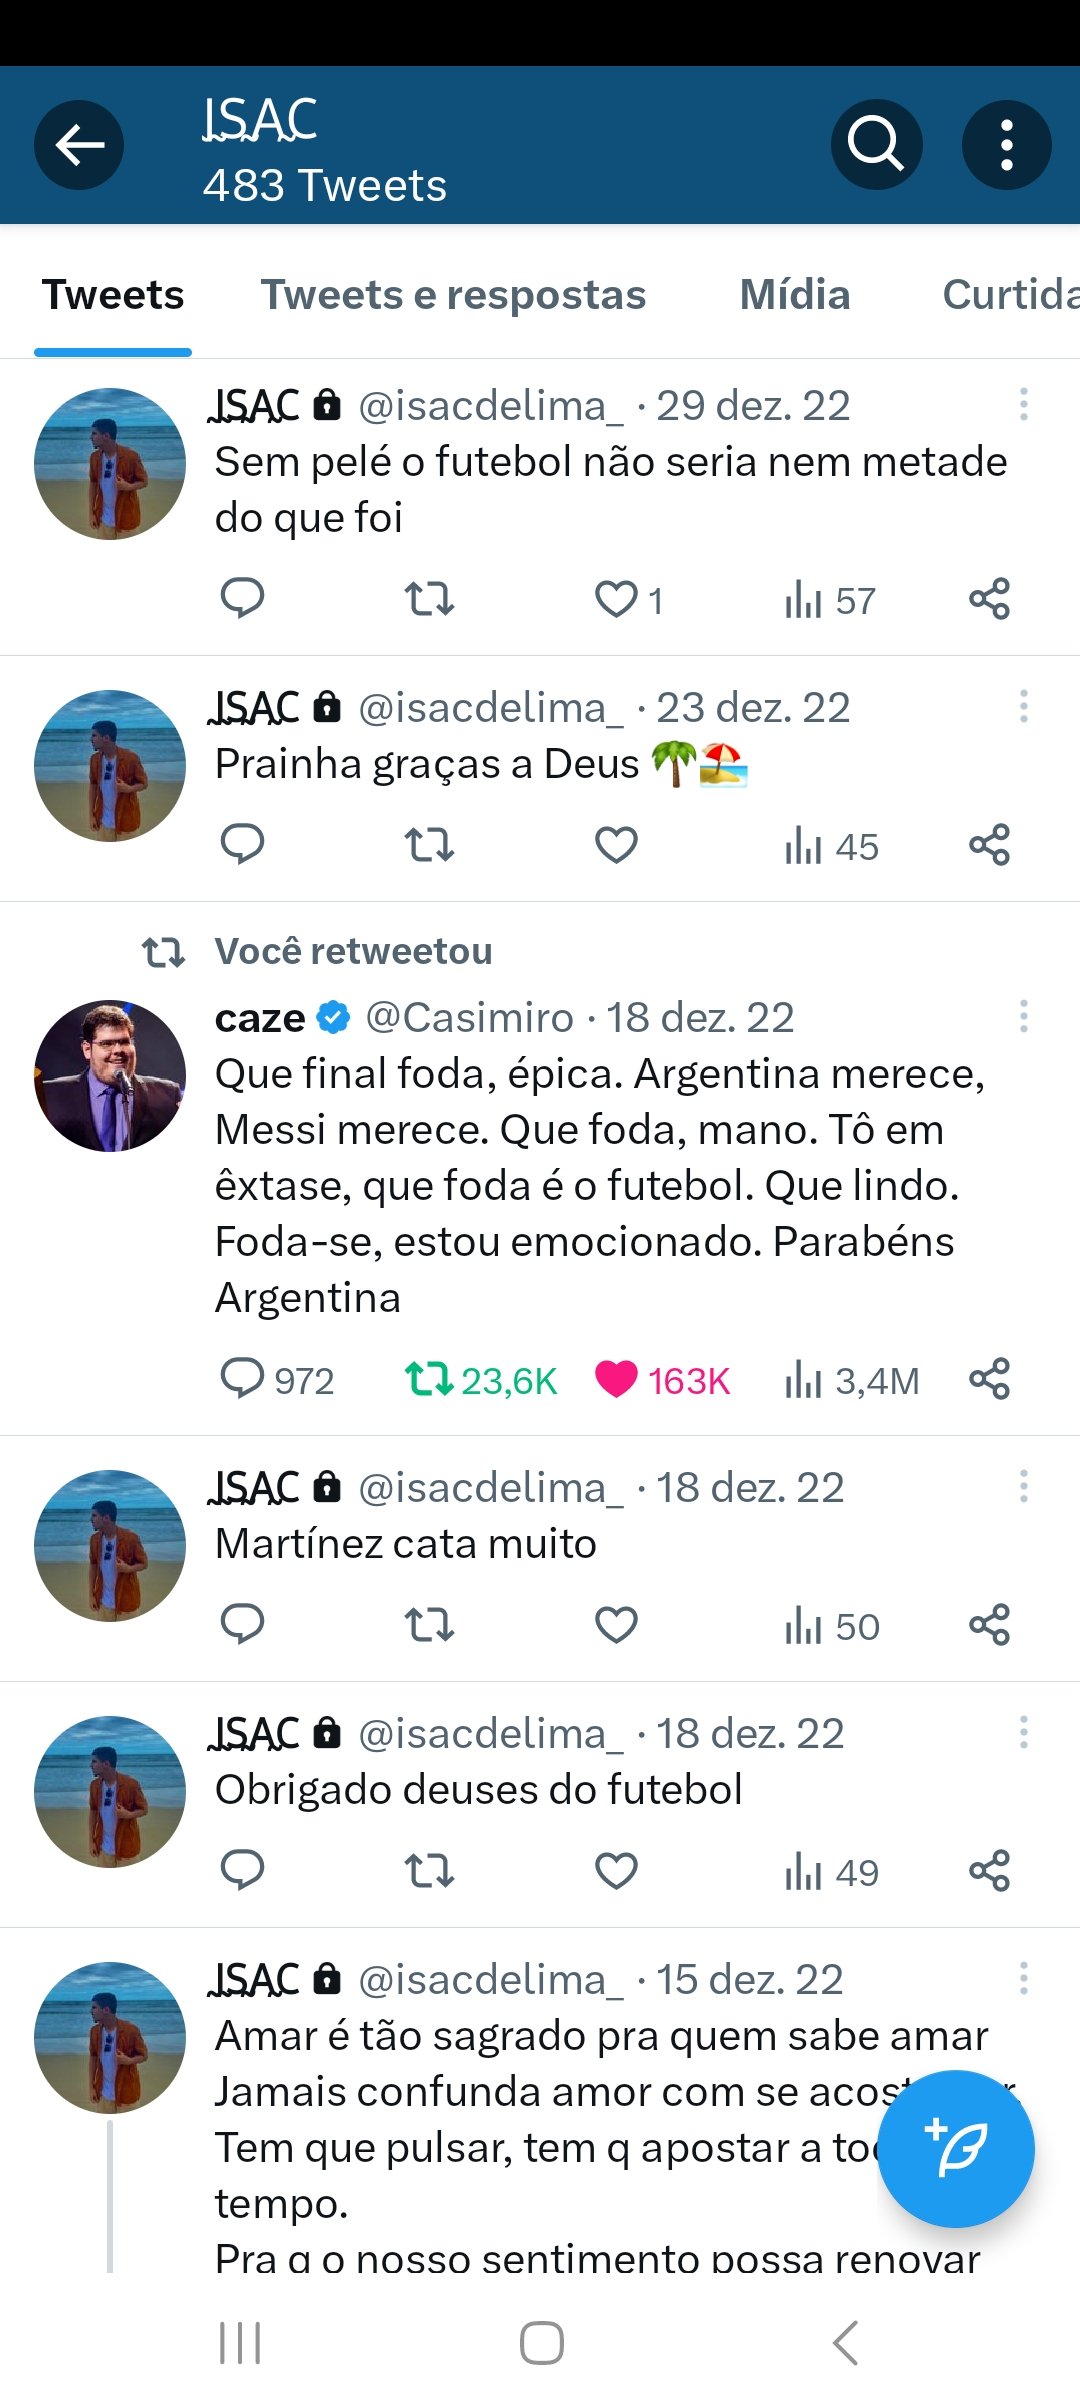 ISAC
483 Tweets
Tweets Tweets e respostas Mídia Curtida
ISAC @isacdelima_ · 29 dez. 22
Sem pelé o futebol não seria nem metade
do que foi
1 57
ISAC @isacdelima_ · 23 dez. 22
Prainha graças a Deus 🌴🏖️
45
Você retweetou
caze @Casimiro · 18 dez. 22
Que final foda, épica. Argentina merece,
Messi merece. Que foda, mano. Tô em
êxtase, que foda é o futebol. Que lindo.
Foda-se, estou emocionado. Parabéns
Argentina
972 23,6K 163K 3,4M
ISAC @isacdelima_ · 18 dez. 22
Martínez cata muito
50
ISAC @isacdelima_ · 18 dez. 22
Obrigado deuses do futebol
49
ISAC @isacdelima_ · 15 dez. 22
Amar é tão sagrado pra quem sabe amar
Jamais confunda amor com se
Tem que pulsar, tem q apostar a
tempo.
Pra q o nosso sentimento possa renovar